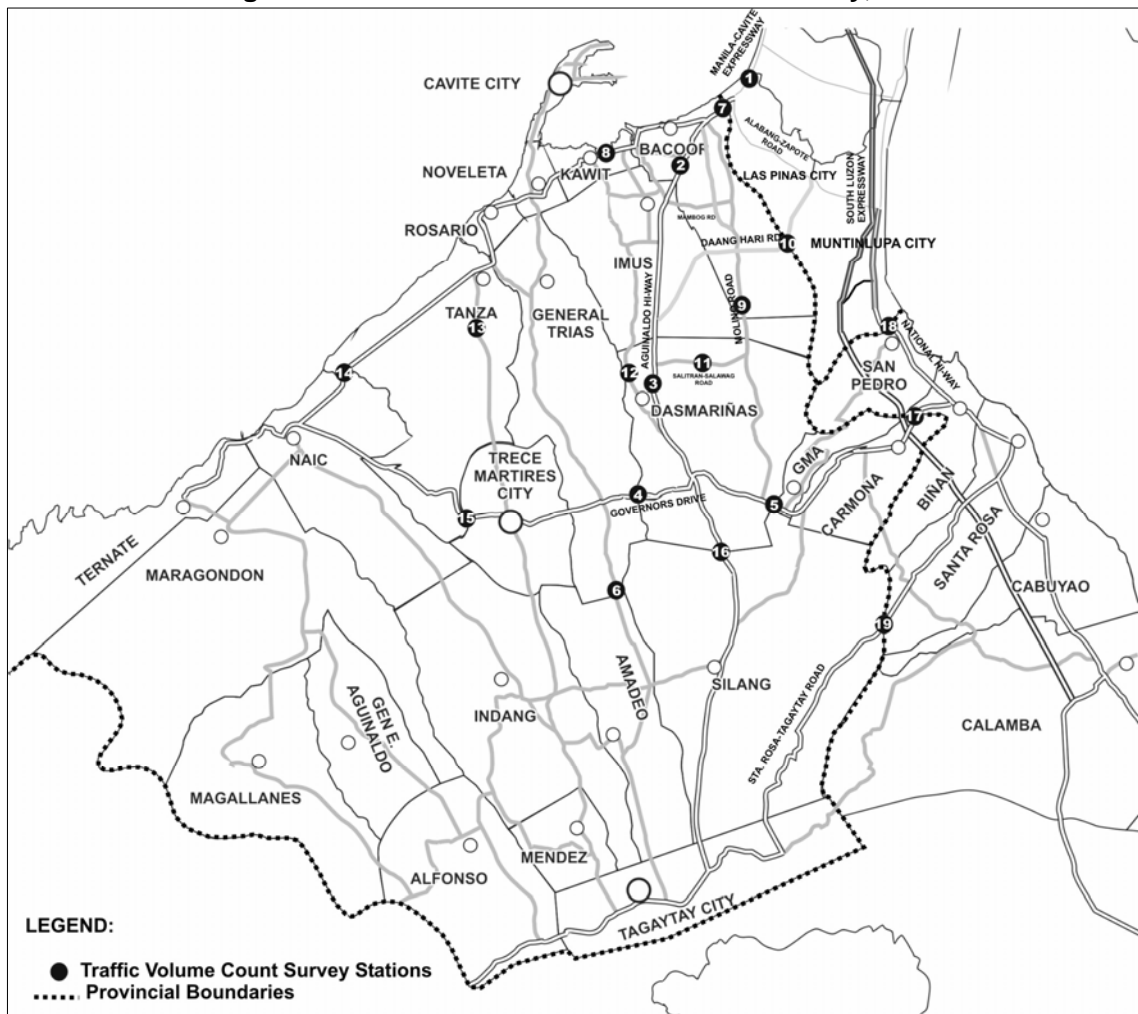 MANILA-CAVITE
EXPRESSWAY
1
CAVITE CITY
7
ALABANG-ZAPOTE
ROAD
8
BACOOR
2
KAWIT
NOVELETA
LAS PINAS CITY
SOUTH LUZON
EXPRESSWAY
ROSARIO
MAMBOG RD
DAANG HARI RD
10
MUNTINLUPA CITY
IMUS
AGUINALDO HI-WAY
MOLINO ROAD
9
TANZA
13
GENERAL
TRIAS
18
NATIONAL HI-WAY
SAN
PEDRO
14
12
3
11
SALITRAN-SALAWAG
ROAD
DASMARIÑAS
17
NAIC
TRECE
MARTIRES
CITY
GMA
CARMONA
BIÑAN
4
GOVERNORS DRIVE
5
15
SANTA ROSA
16
TERNATE
MARAGONDON
CABUYAO
6
19
AMADEO
SILANG
STA. ROSA-TAGAYTAY ROAD
GEN E.
AGUINALDO
INDANG
CALAMBA
MAGALLANES
MENDEZ
ALFONSO
TAGAYTAY CITY
LEGEND:
Traffic Volume Count Survey Stations
Provincial Boundaries